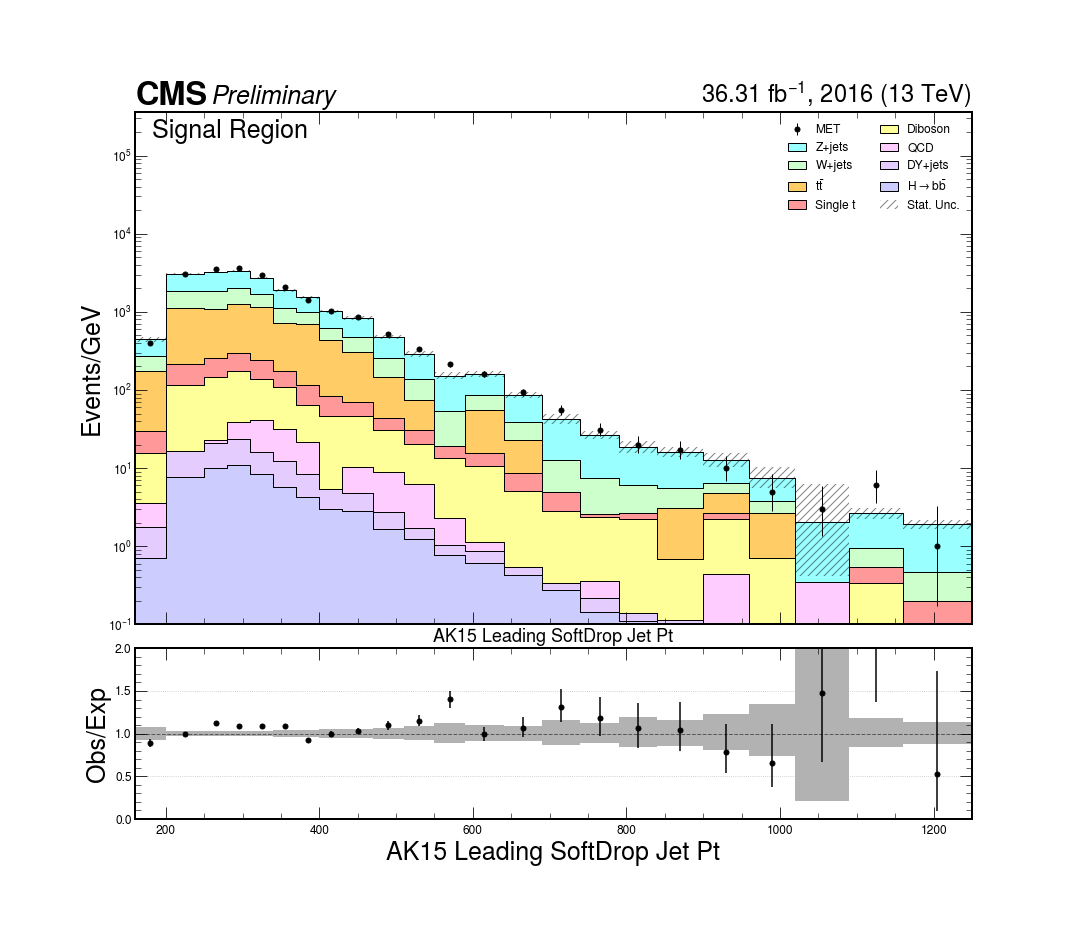 CMS Preliminary
36.31 fb⁻¹, 2016 (13 TeV)
Signal Region
MET
Z+jets
W+jets
tt̄
Single t
Diboson
QCD
DY+jets
H→bb̄
Stat. Unc.
Events/GeV
10⁵
10⁴
10³
10²
10¹
10⁰
10⁻¹
AK15 Leading SoftDrop Jet Pt
Obs/Exp
2.0
1.5
1.0
0.5
0.0
200 400 600 800 1000 1200
AK15 Leading SoftDrop Jet Pt